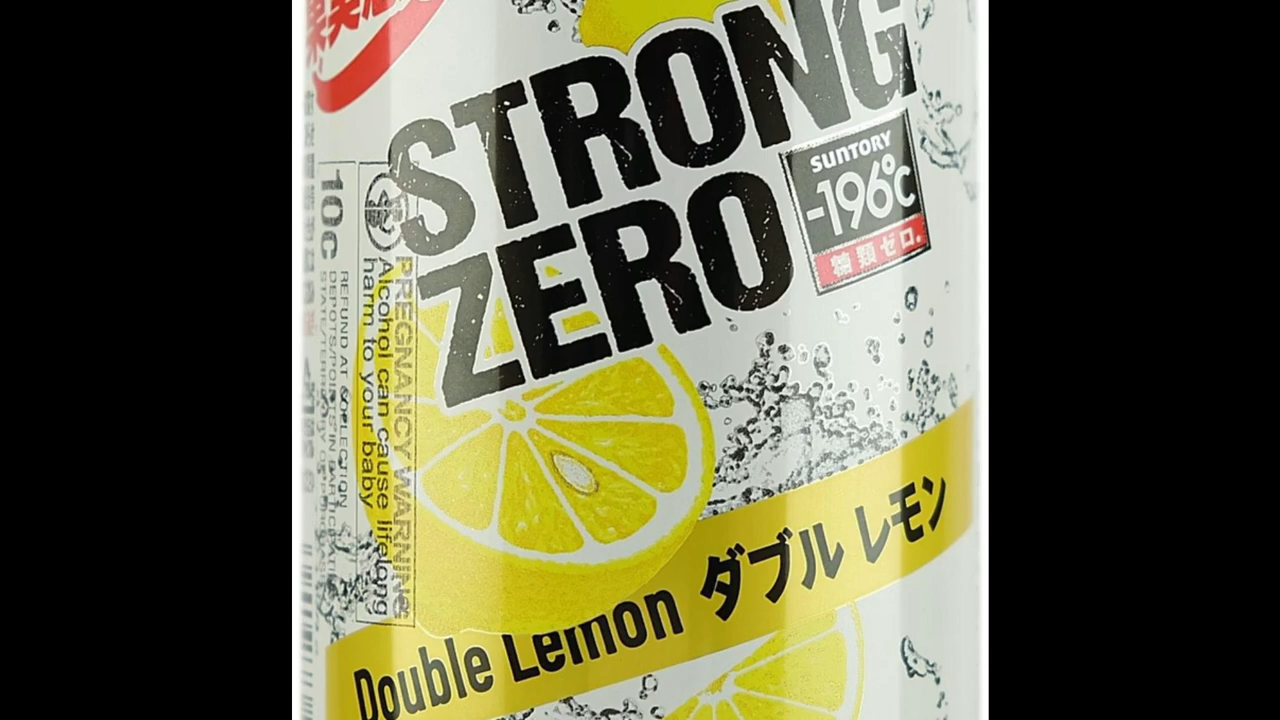 STRONG
ZERO
SUNTORY
-196℃
糖類ゼロ。
10C
REFUND AT COLLECTION
PREGNANCY WARNING
Alcohol can cause lifelong
harm to your baby
Double Lemon ダブル レモン